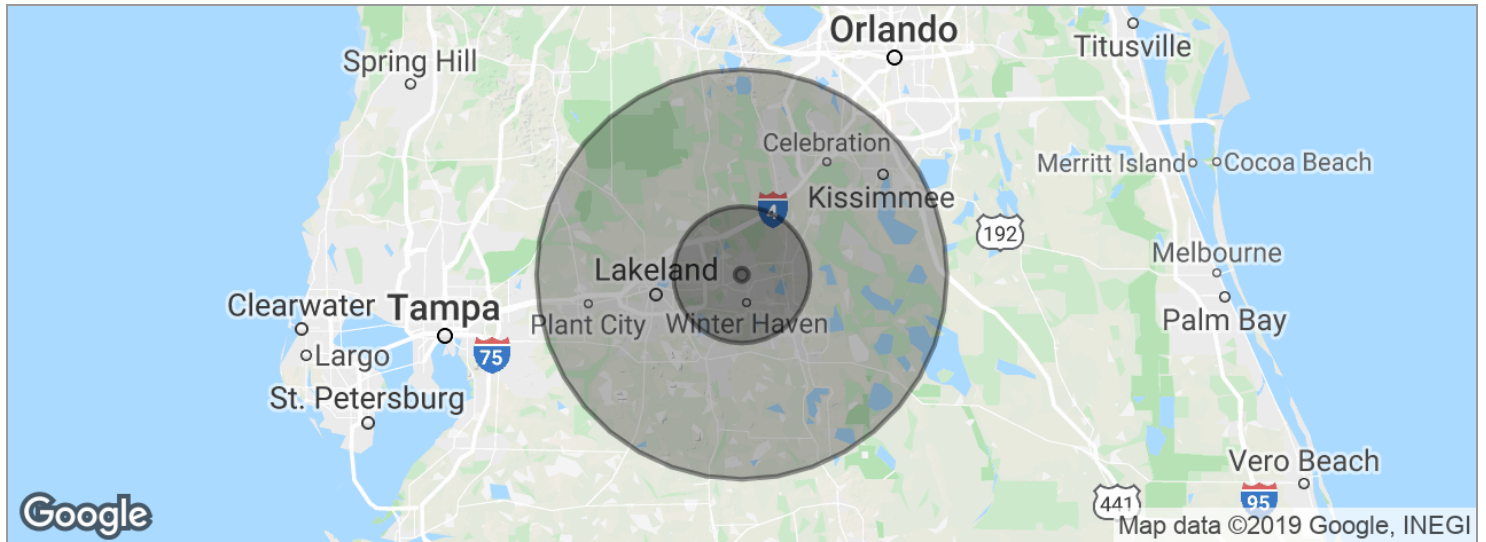 Orlando
Titusville
Spring Hill
Celebration
Merritt Island
Cocoa Beach
Kissimmee
4
192
Melbourne
Lakeland
Clearwater
Tampa
Plant City
Winter Haven
Palm Bay
Largo
75
St. Petersburg
Vero Beach
441
95
Google
Map data ©2019 Google, INEGI